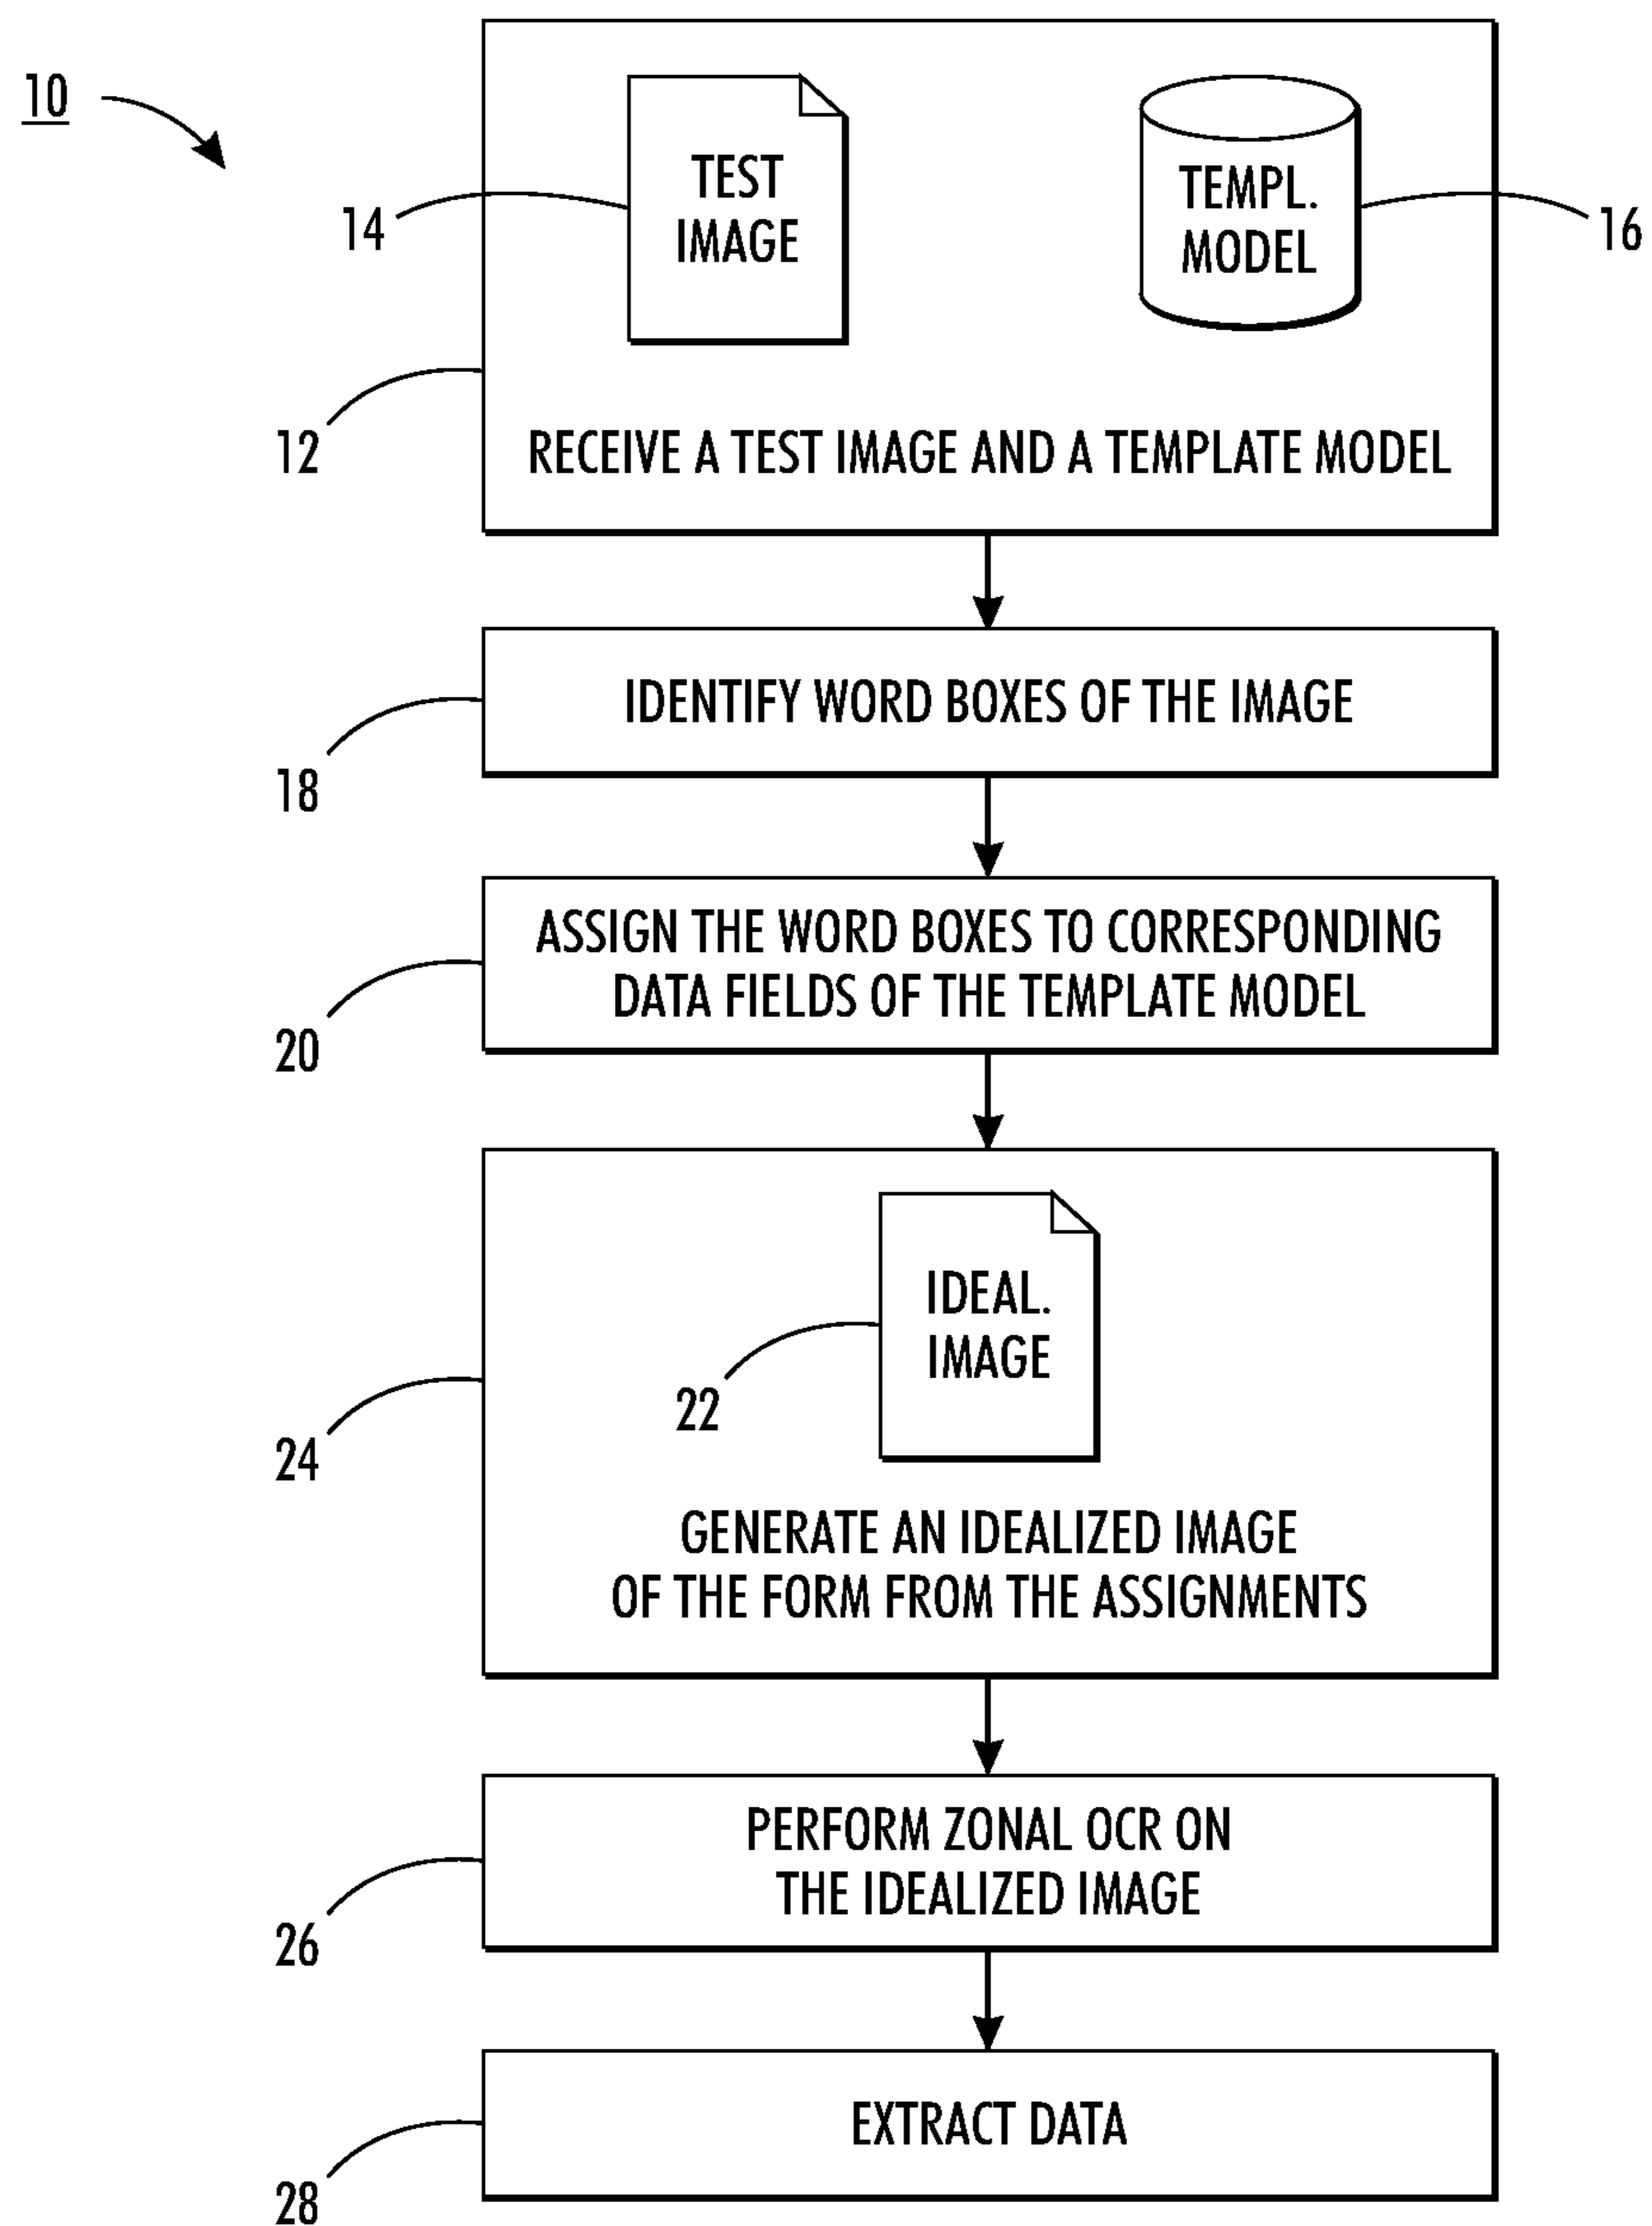 10
TEST
IMAGE
TEMPL.
MODEL
14
16
12
RECEIVE A TEST IMAGE AND A TEMPLATE MODEL
IDENTIFY WORD BOXES OF THE IMAGE
18
ASSIGN THE WORD BOXES TO CORRESPONDING
DATA FIELDS OF THE TEMPLATE MODEL
20
IDEAL.
IMAGE
22
24
GENERATE AN IDEALIZED IMAGE
OF THE FORM FROM THE ASSIGNMENTS
PERFORM ZONAL OCR ON
THE IDEALIZED IMAGE
26
EXTRACT DATA
28